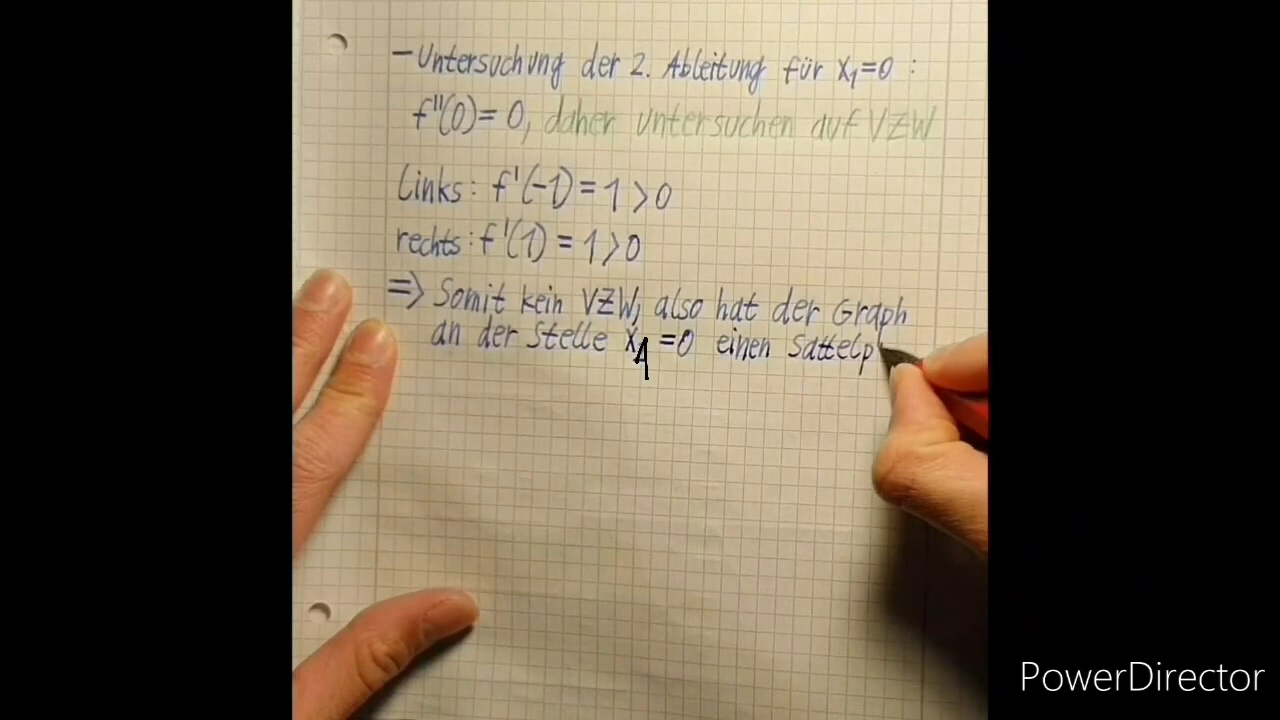 - Untersuchung der 2. Ableitung für x₁=0 :
f''(0)= 0, daher untersuchen auf VZW
links: f'(-1) = 1 > 0
rechts: f'(1) = 1 > 0
=> Somit kein VZW, also hat der Graph
an der Stelle x₁ =0 einen Sattelp
PowerDirector